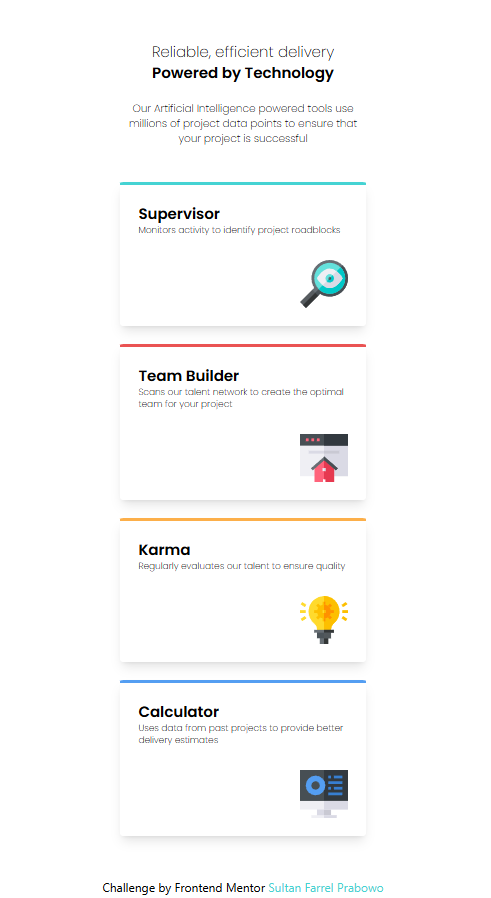 Reliable, efficient delivery
Powered by Technology
Our Artificial Intelligence powered tools use
millions of project data points to ensure that
your project is successful
Supervisor
Monitors activity to identify project roadblocks
Team Builder
Scans our talent network to create the optimal
team for your project
Karma
Regularly evaluates our talent to ensure quality
Calculator
Uses data from past projects to provide better
delivery estimates
Challenge by Frontend Mentor Sultan Farrel Prabowo